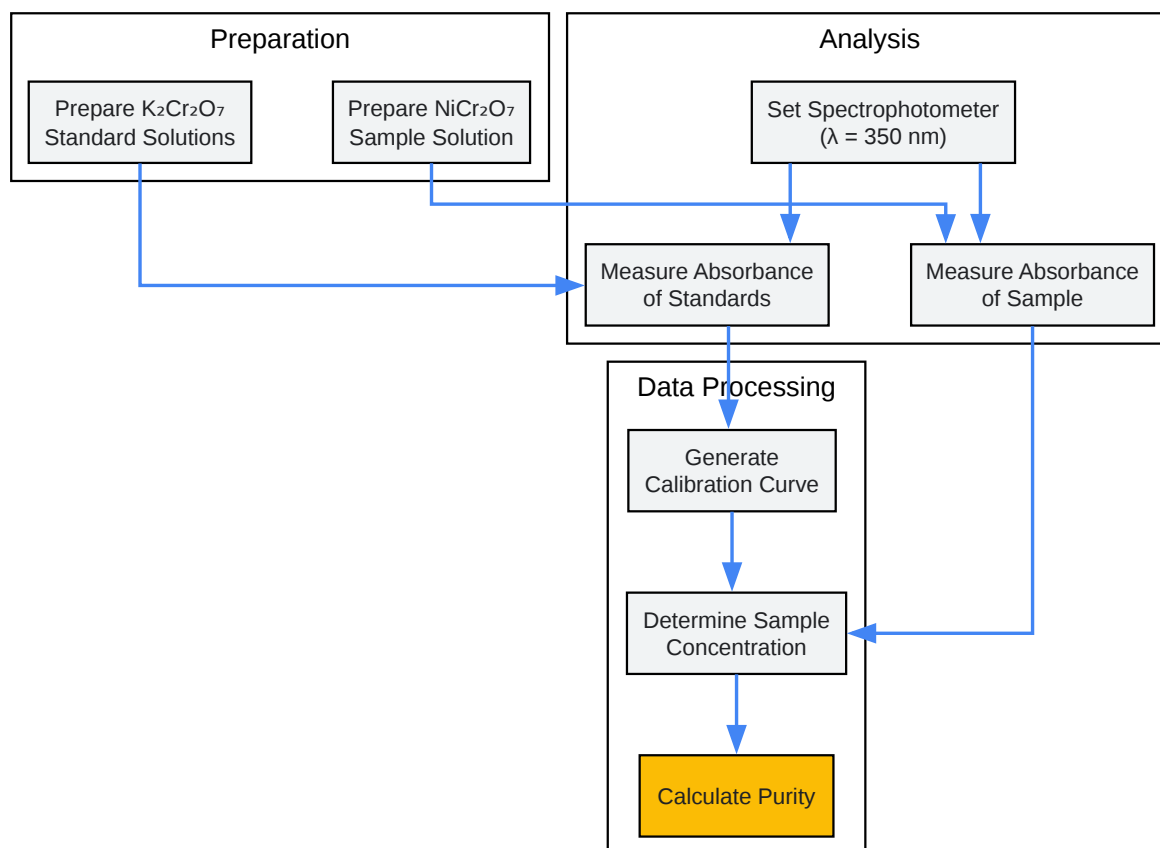 Preparation
Prepare K₂Cr₂O₇
Standard Solutions
Prepare NiCr₂O₇
Sample Solution
Analysis
Set Spectrophotometer
(λ = 350 nm)
Measure Absorbance
of Standards
Measure Absorbance
of Sample
Data Processing
Generate
Calibration Curve
Determine Sample
Concentration
Calculate Purity